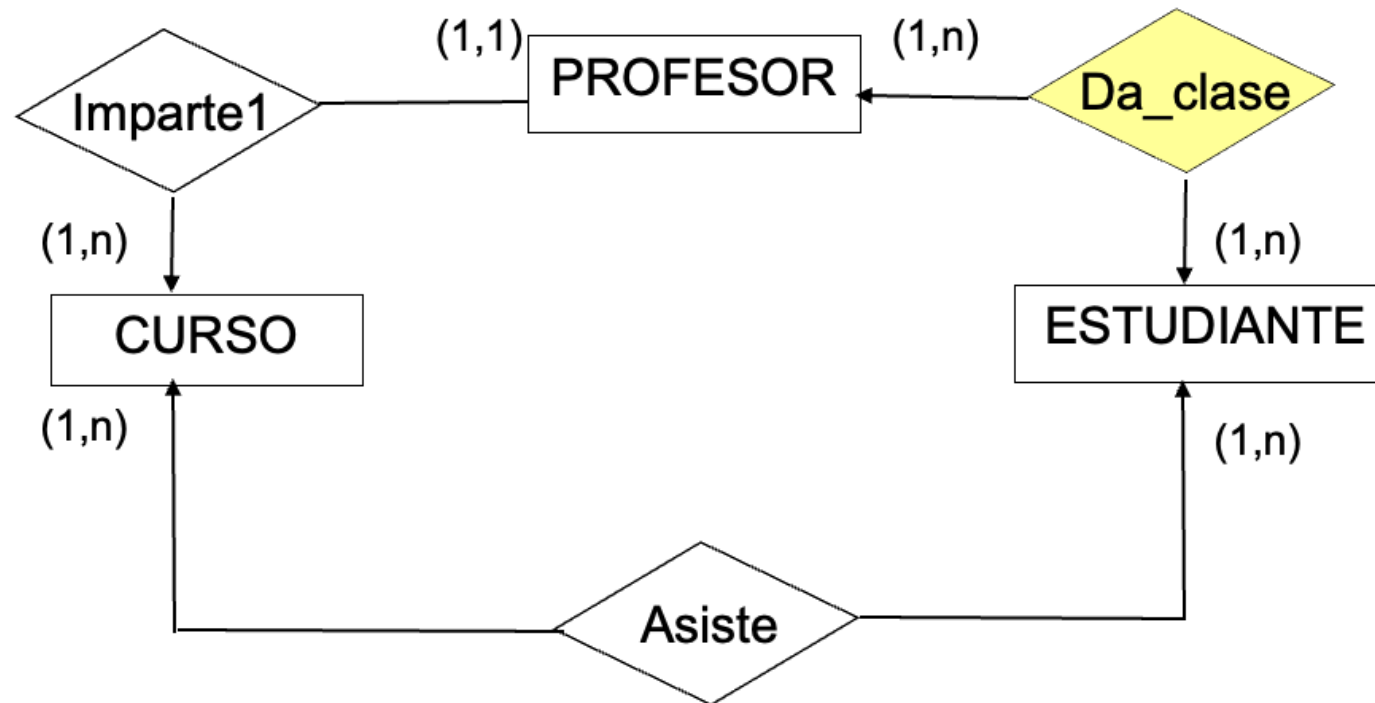 (1,1)
PROFESOR
(1,n)
Da_clase
Imparte1
(1,n)
(1,n)
CURSO
ESTUDIANTE
(1,n)
(1,n)
Asiste